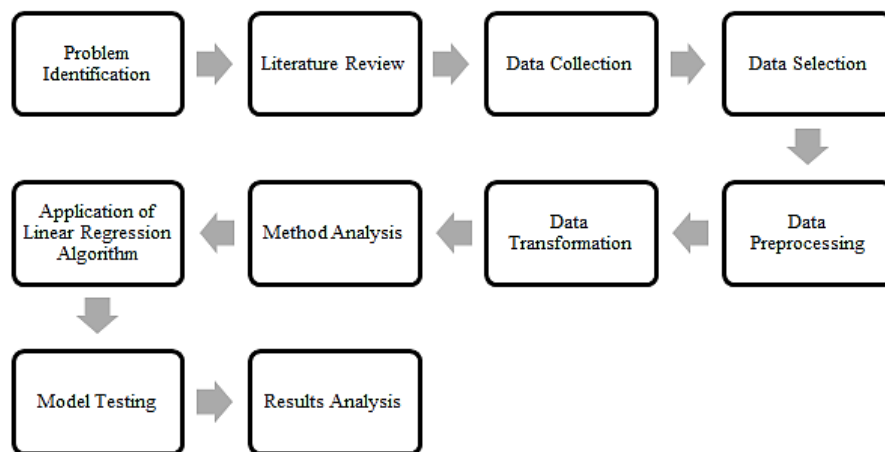 Problem
Identification
Literature Review
Data Collection
Data Selection
Data
Preprocessing
Data
Transformation
Method Analysis
Application of
Linear Regression
Algorithm
Model Testing
Results Analysis